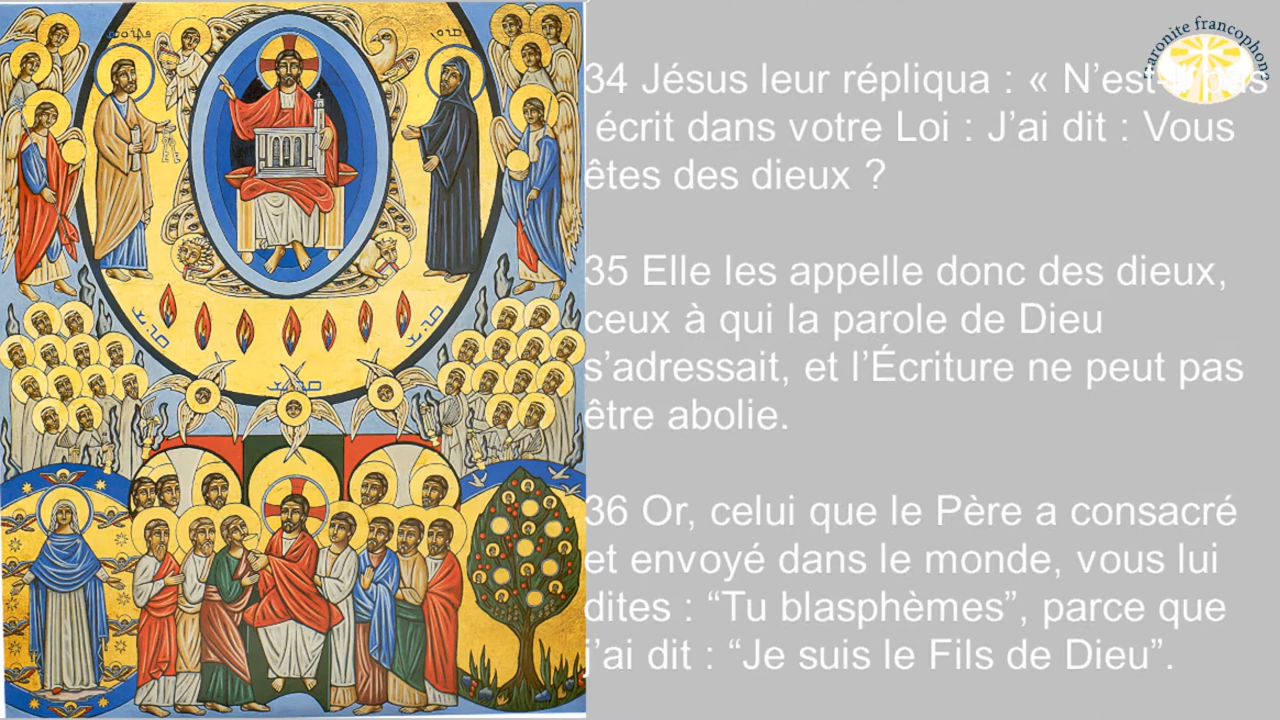 maronite francophone
34 Jésus leur répliqua : « N’est-il pas
écrit dans votre Loi : J’ai dit : Vous
êtes des dieux ?
35 Elle les appelle donc des dieux,
ceux à qui la parole de Dieu
s’adressait, et l’Écriture ne peut pas
être abolie.
36 Or, celui que le Père a consacré
et envoyé dans le monde, vous lui
dites : “Tu blasphèmes”, parce que
j’ai dit : “Je suis le Fils de Dieu”.